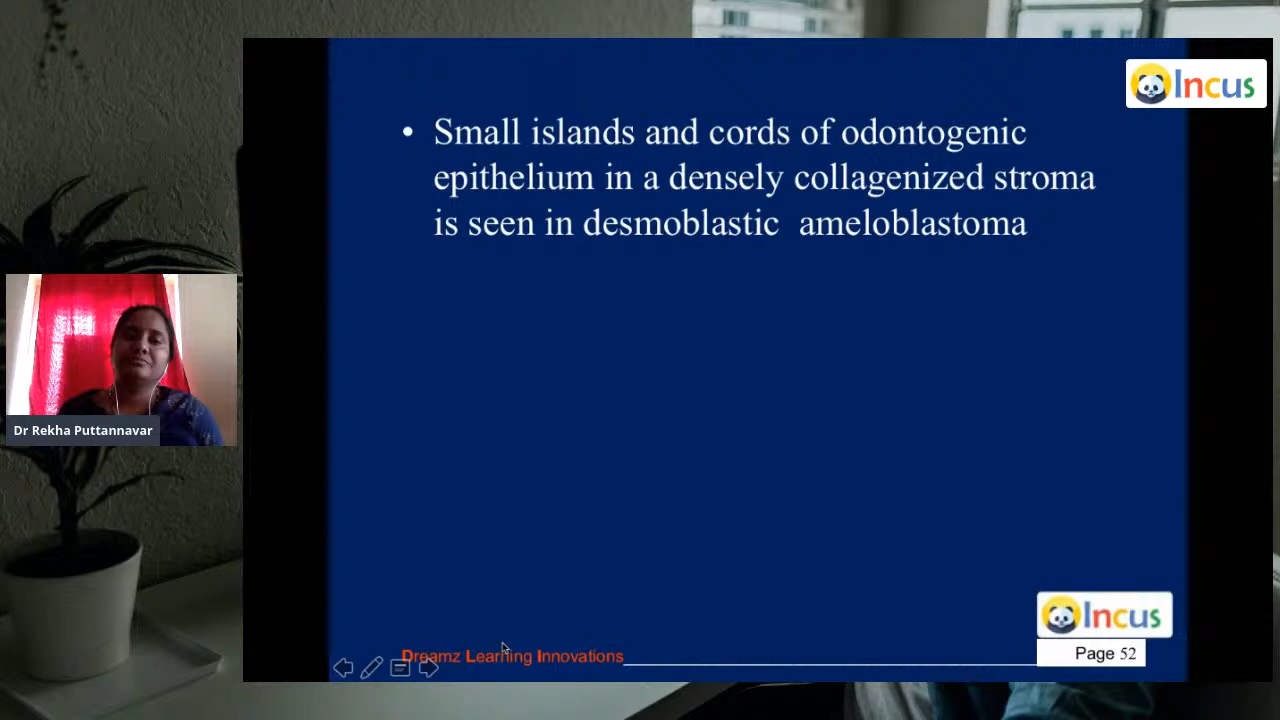 Incus
• Small islands and cords of odontogenic
epithelium in a densely collagenized stroma
is seen in desmoblastic ameloblastoma
Dr Rekha Puttannavar
Incus
Dreamz Learning Innovations
Page 52